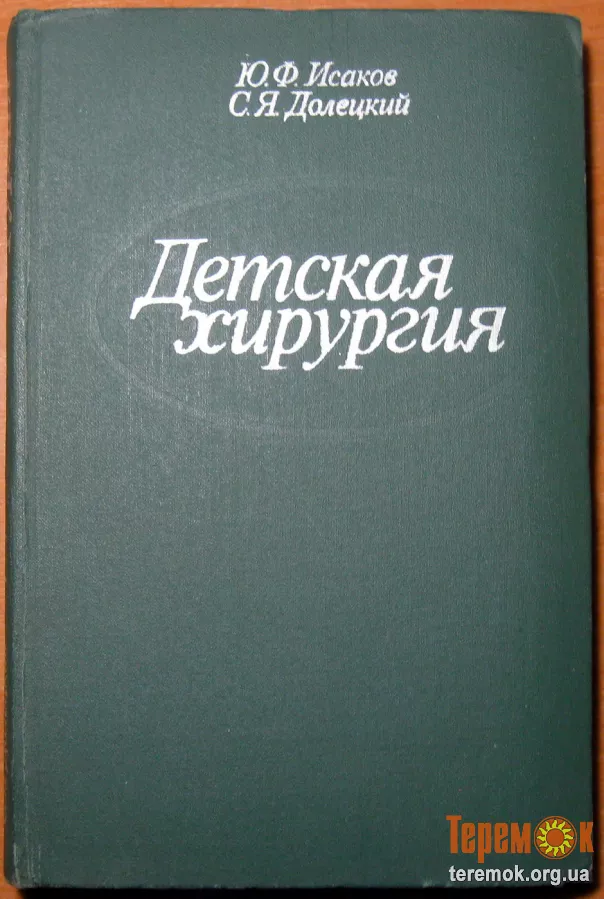 Ю.Ф. Исаков
С.Я. Долецкий
Детская
хирургия
Теремок
teremok.org.ua